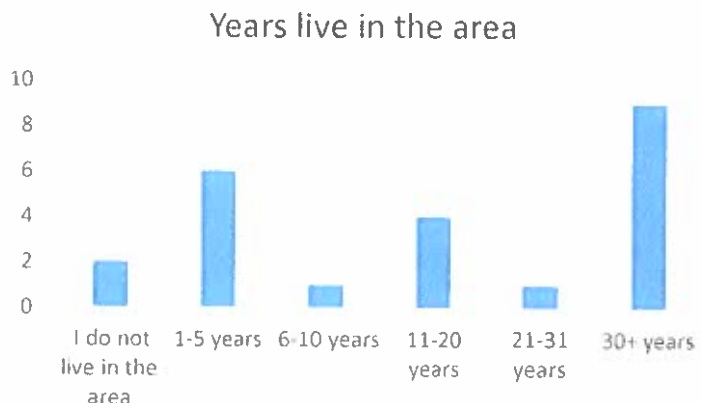 Years live in the area
10
8
6
4
2
0
I do not
live in the
area
1-5 years
6-10 years
11-20
years
21-31
years
30+ years